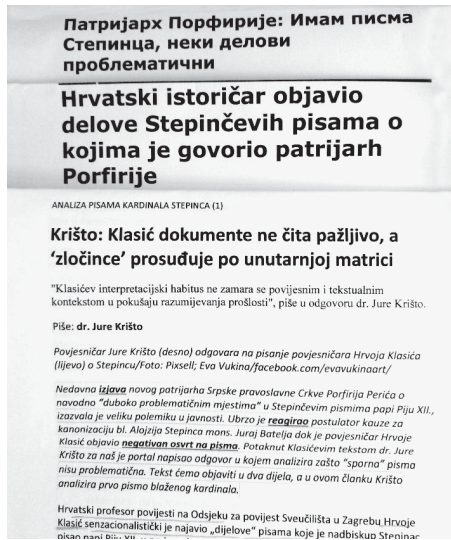 Патријарх Порфирије: Имам писма
Степинца, неки делови
проблематични
Hrvatski istoričar objavio
delove Stepinčevih pisama o
kojima je govorio patrijarh
Porfirije
ANALIZA PISAMA KARDINALA STEPINCA (1)
Krišto: Klasić dokumente ne čita pažljivo, a
‘zločince’ prosuđuje po unutarnjoj matrici
"Klasićev interpretacijski habitus ne zamara se povijesnim i tekstualnim
kontekstom u pokušaju razumijevanja prošlosti", piše u odgovoru dr. Jure Krišto.
Piše: dr. Jure Krišto
Povjesničar Jure Krišto (desno) odgovara na pisanje povjesničara Hrvoja Klasića
(lijevo) o Stepincu/Foto: Pixsell; Eva Vukina/facebook.com/evavukinaart/
Nedavna izjava novog patrijarha Srpske pravoslavne Crkve Porfirija Perića o
navodno "duboko problematičnim mjestima" u Stepinčevim pismima papi Piju XII.,
izazvala je veliku polemiku u javnosti. Ubrzo je reagirao postulator kauze za
kanonizaciju bl. Alojzija Stepinca mons. Juraj Batelja dok je povjesničar Hrvoje
Klasić objavio negativan osvrt na pisma. Potaknut Klasićevim tekstom dr. Jure
Krišto za naš je portal napisao odgovor u kojem analizira zašto "sporna" pisma
nisu problematična. Tekst ćemo objaviti u dva dijela, a u ovom članku Krišto
analizira prvo pismo blaženog kardinala.
Hrvatski profesor povijesti na Odsjeku za povijest Sveučilišta u Zagrebu Hrvoje
Klasić senzacionalistički je najavio „dijelove" pisama koje je nadbiskup Stepinac
pisao papi Piju XII.